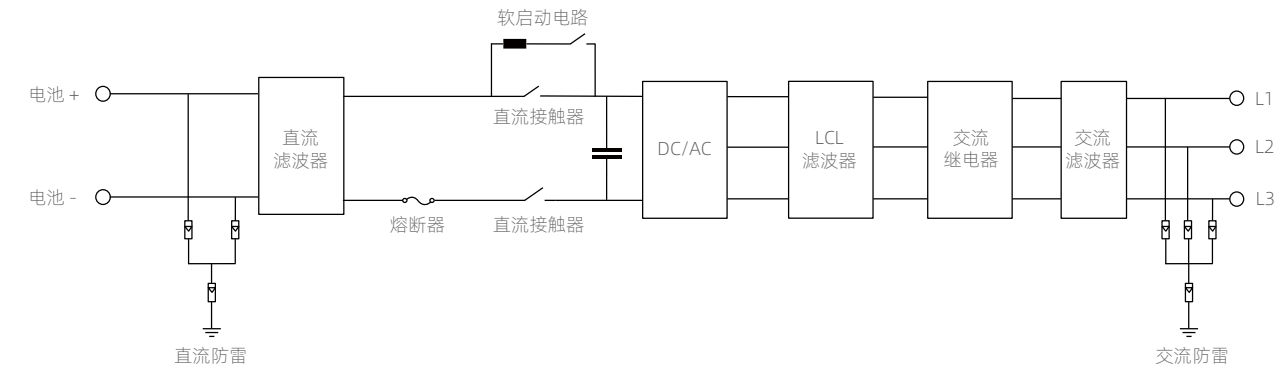 软启动电路
电池 +
直流接触器
直流
滤波器
DC/AC
LCL
滤波器
交流
继电器
交流
滤波器
L1
L2
L3
电池 -
熔断器
直流接触器
直流防雷
交流防雷